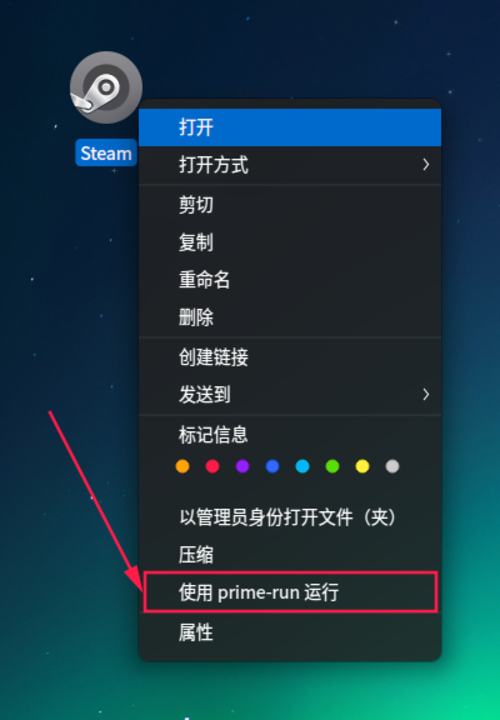 Steam
打开
打开方式
剪切
复制
重命名
删除
创建链接
发送到
标记信息
以管理员身份打开文件（夹）
压缩
使用 prime-run 运行
属性